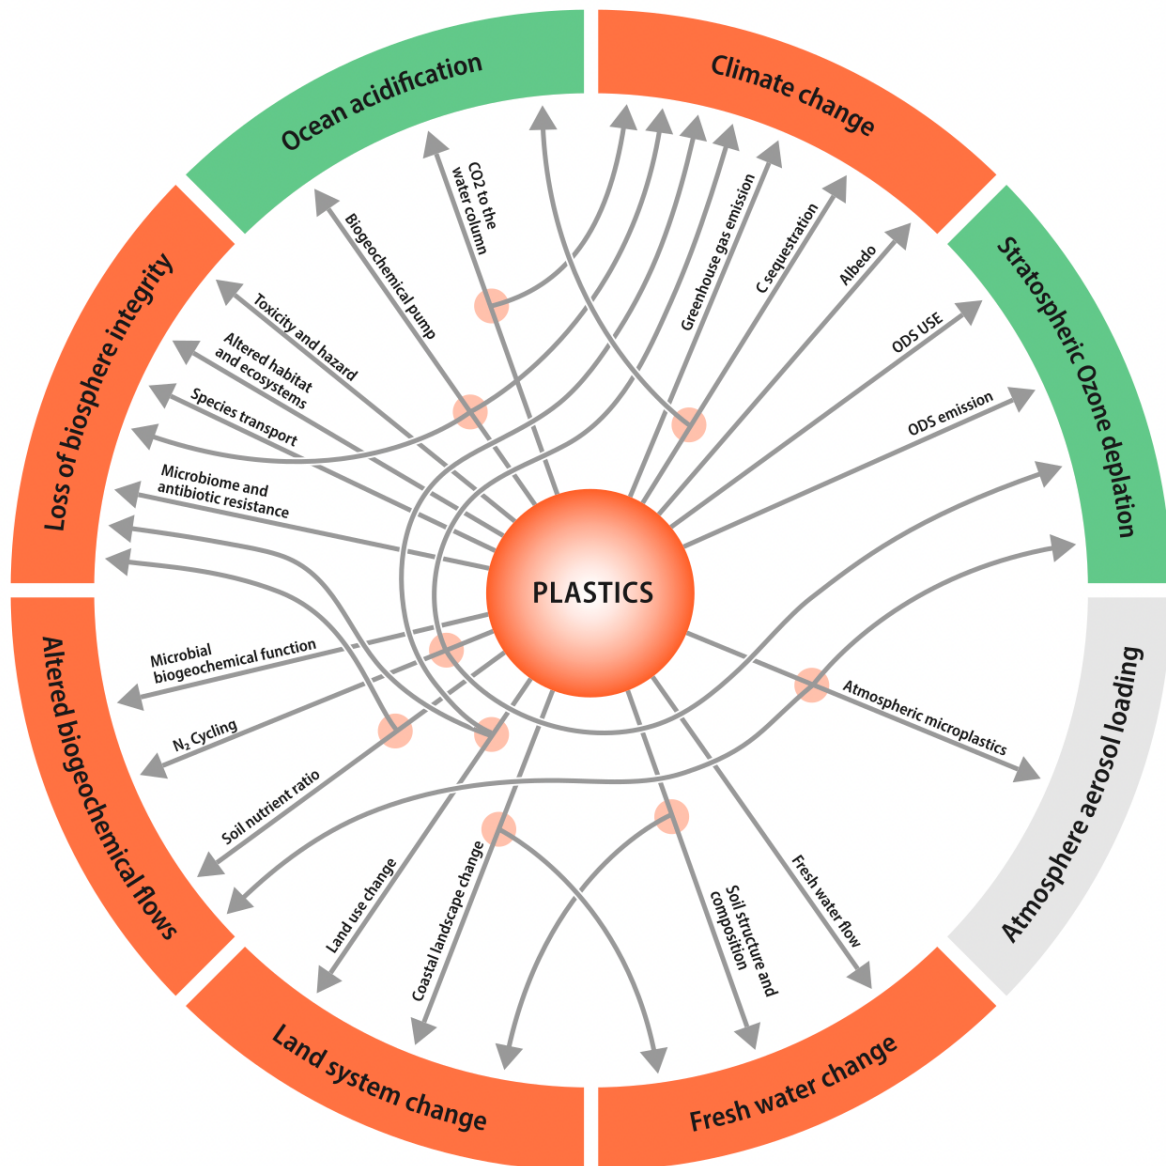 Ocean acidification
Climate change
Stratospheric Ozone deplation
Atmosphere aerosol loading
Fresh water change
Land system change
Altered biogeochemical flows
Loss of biosphere integrity
CO2 to the
water column
Biogeochemical pump
Greenhouse gas emission
C sequestration
Albedo
ODS USE
ODS emission
Toxicity and hazard
Altered habitat
and ecosystems
Species transport
Microbiome and
antibiotic resistance
PLASTICS
Microbial
biogeochemical function
N₂ Cycling
Soil nutrient ratio
Land use change
Coastal landscape change
Soil structure and
composition
Fresh water flow
Atmospheric microplastics